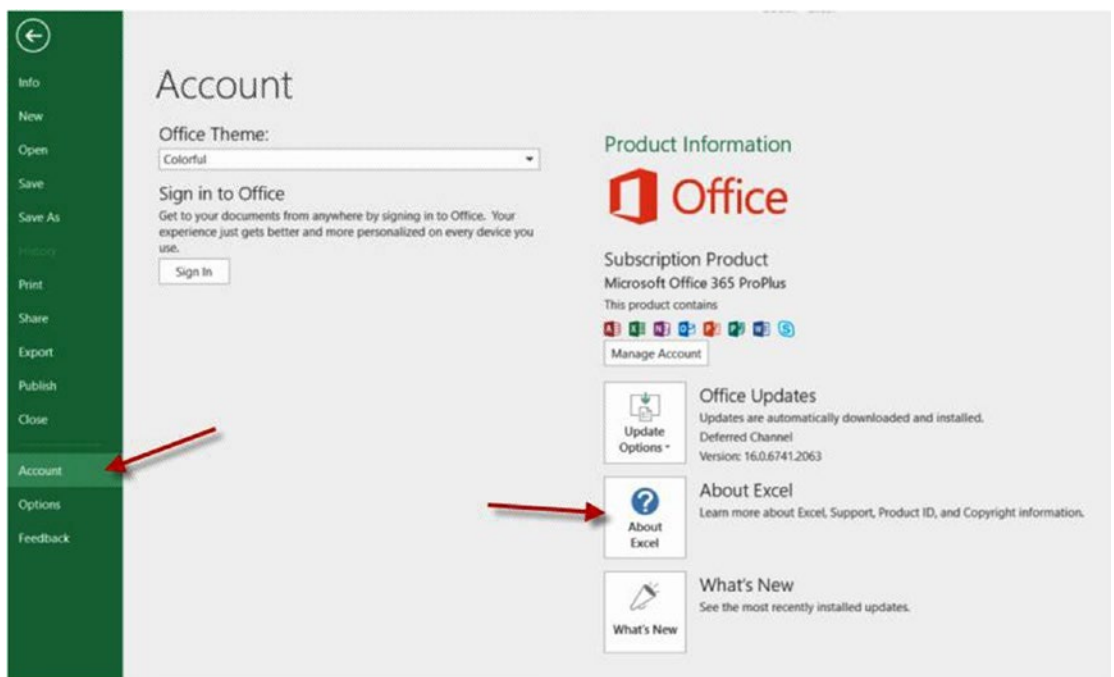 Info
New
Open
Save
Save As
History
Print
Share
Export
Publish
Close
Account
Options
Feedback
Account
Office Theme:
Colorful
Sign in to Office
Get to your documents from anywhere by signing in to Office. Your
experience just gets better and more personalized on every device you
use.
Sign In
Product Information
Office
Subscription Product
Microsoft Office 365 ProPlus
This product contains
Manage Account
Update
Options
Office Updates
Updates are automatically downloaded and installed.
Deferred Channel
Version: 16.0.6741.2063
About
Excel
About Excel
Learn more about Excel, Support, Product ID, and Copyright information.
What's New
What's New
See the most recently installed updates.